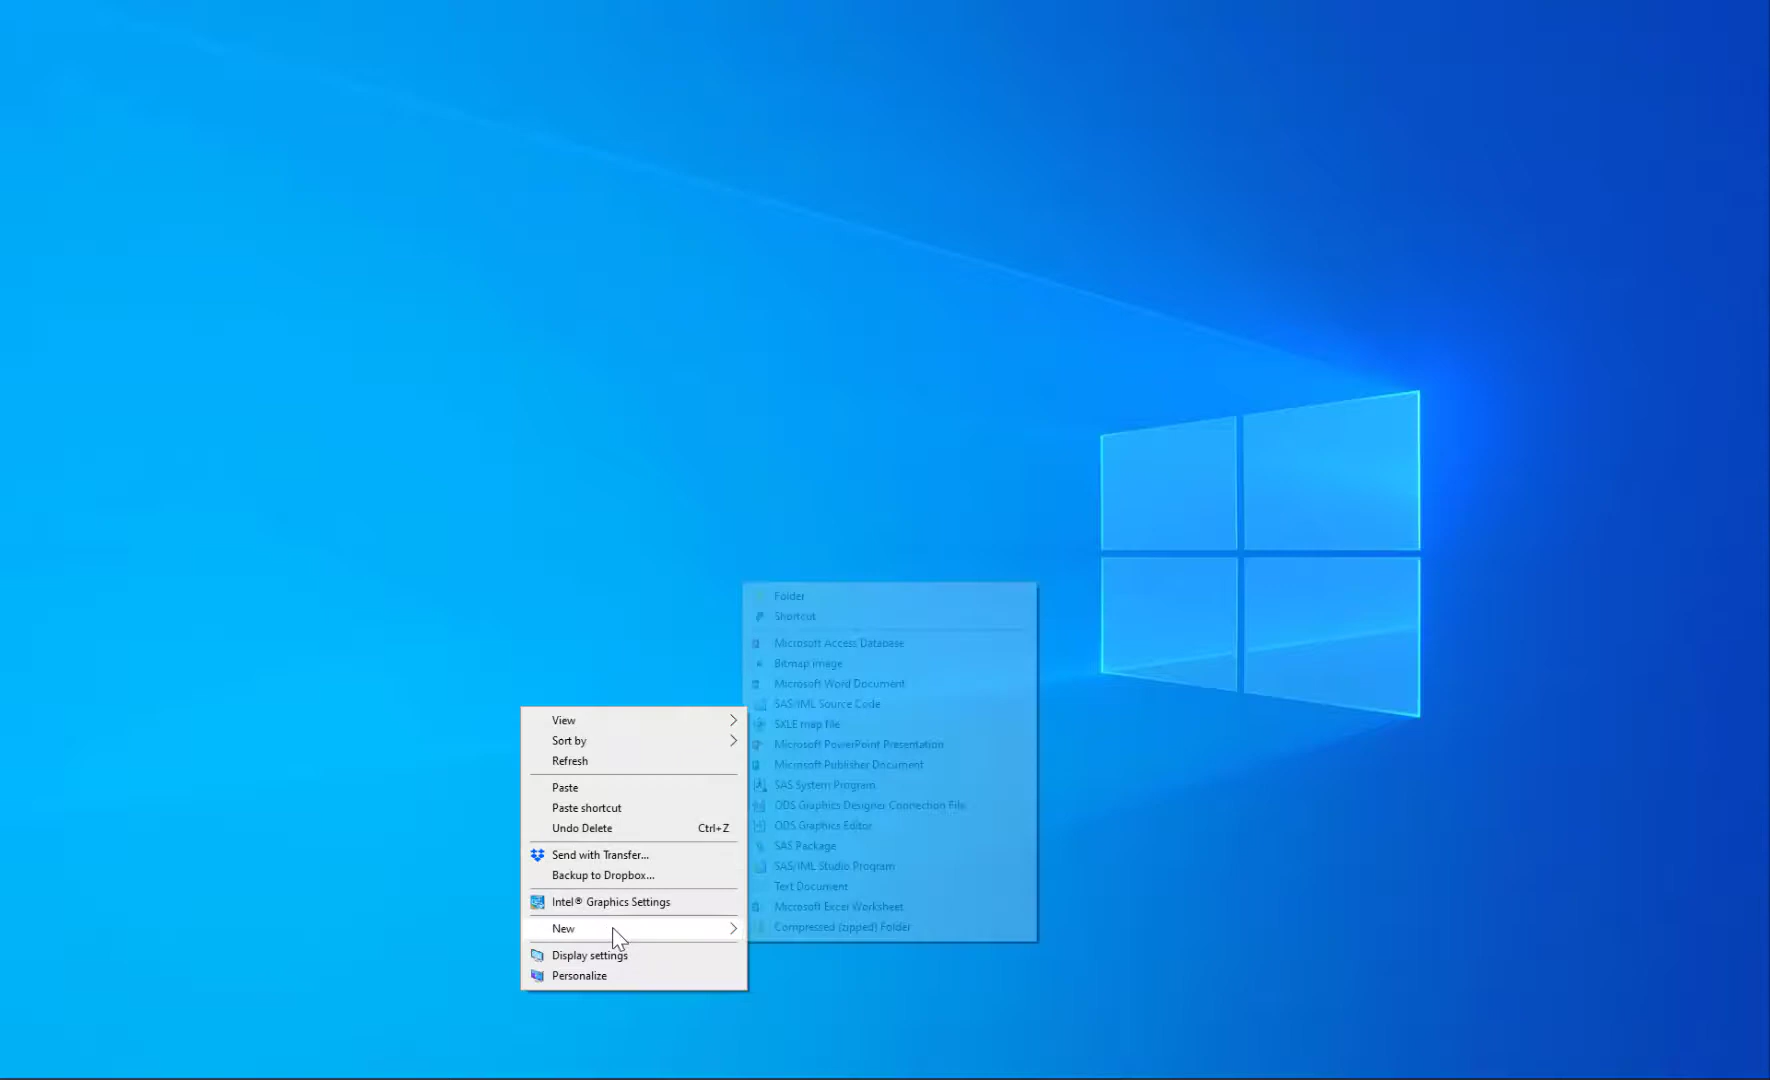 View
Sort by
Refresh
Paste
Paste shortcut
Undo Delete Ctrl+Z
Send with Transfer...
Backup to Dropbox...
Intel® Graphics Settings
New
Display settings
Personalize
Folder
Shortcut
Microsoft Access Database
Bitmap image
Microsoft Word Document
SAS/IML Source Code
SXLE map file
Microsoft PowerPoint Presentation
Microsoft Publisher Document
SAS System Program
ODS Graphics Designer Connection File
ODS Graphics Editor
SAS Package
SAS/IML Studio Program
Text Document
Microsoft Excel Worksheet
Compressed (zipped) Folder